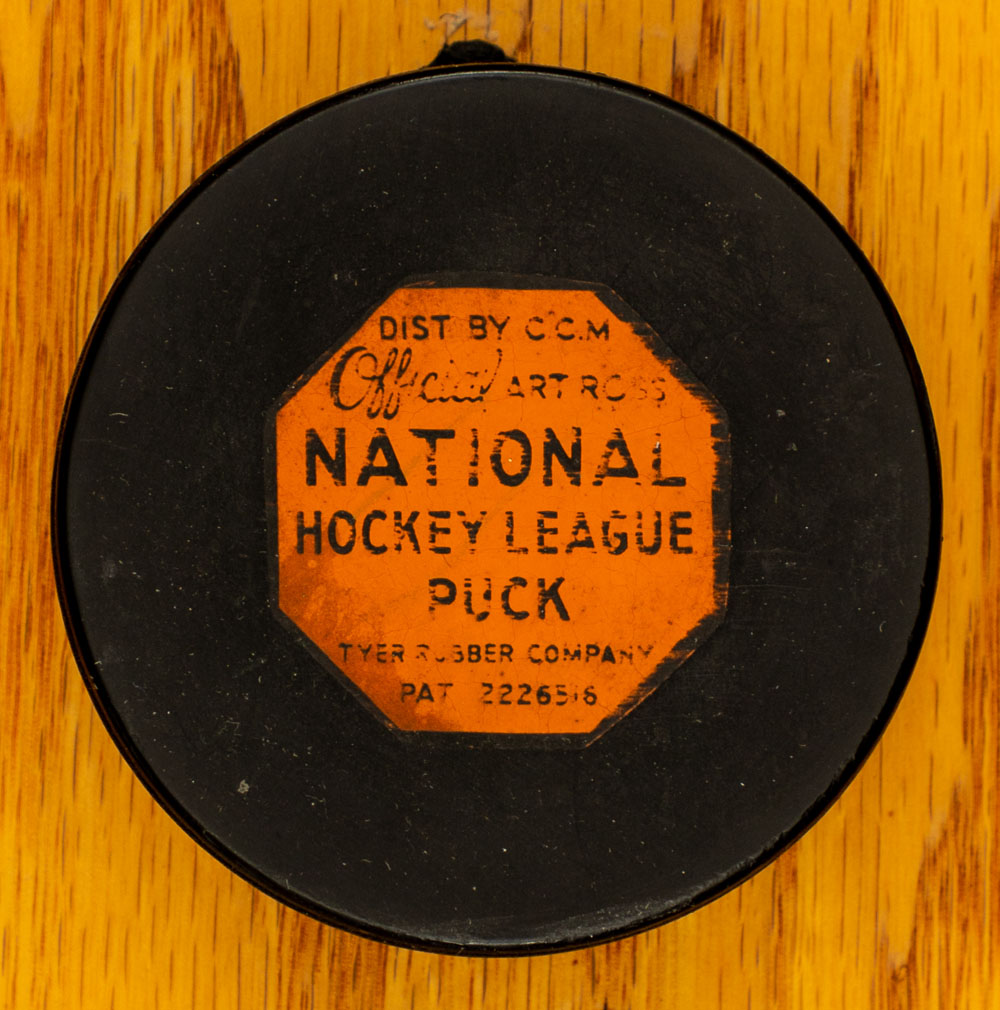 DIST BY C.C.M
Official ART ROSS
NATIONAL
HOCKEY LEAGUE
PUCK
TYER RUBBER COMPANY
PAT 2226516